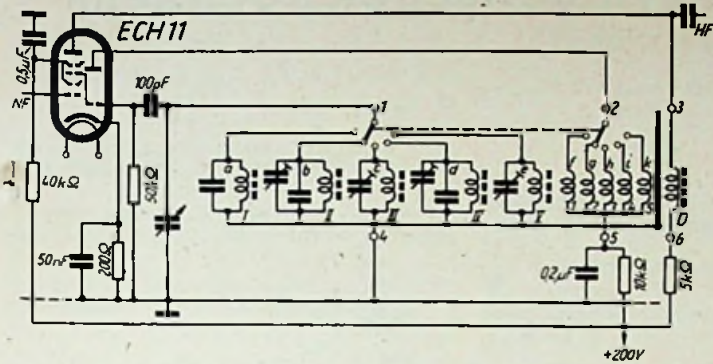 ECH11
HF
0,5µF
100pF
NF
1
2
3
a
b
d
f
g
h
i
k
40kΩ
50kΩ
I
II
III
IV
V
D
4
5
6
50nF
200Ω
0,2µF
10kΩ
5kΩ
+200V